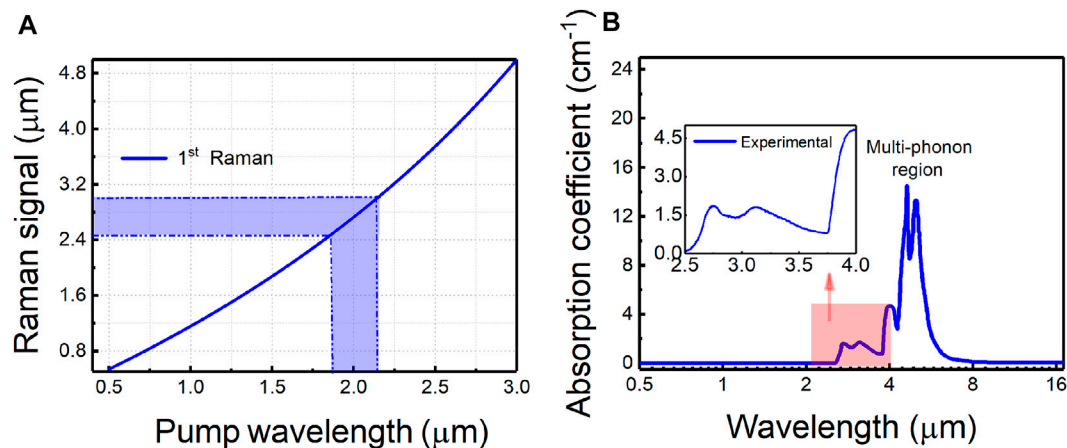 A
Raman signal (μm)
4.8
4.0
3.2
2.4
1.6
0.8
1st Raman
0.5 1.0 1.5 2.0 2.5 3.0
Pump wavelength (μm)
B
Absorption coefficient (cm-1)
24
20
16
12
8
4
0
4.5
3.0
1.5
0.0
Experimental
2.5 3.0 3.5 4.0
Multi-phonon
region
0.5 1 2 4 8 16
Wavelength (μm)